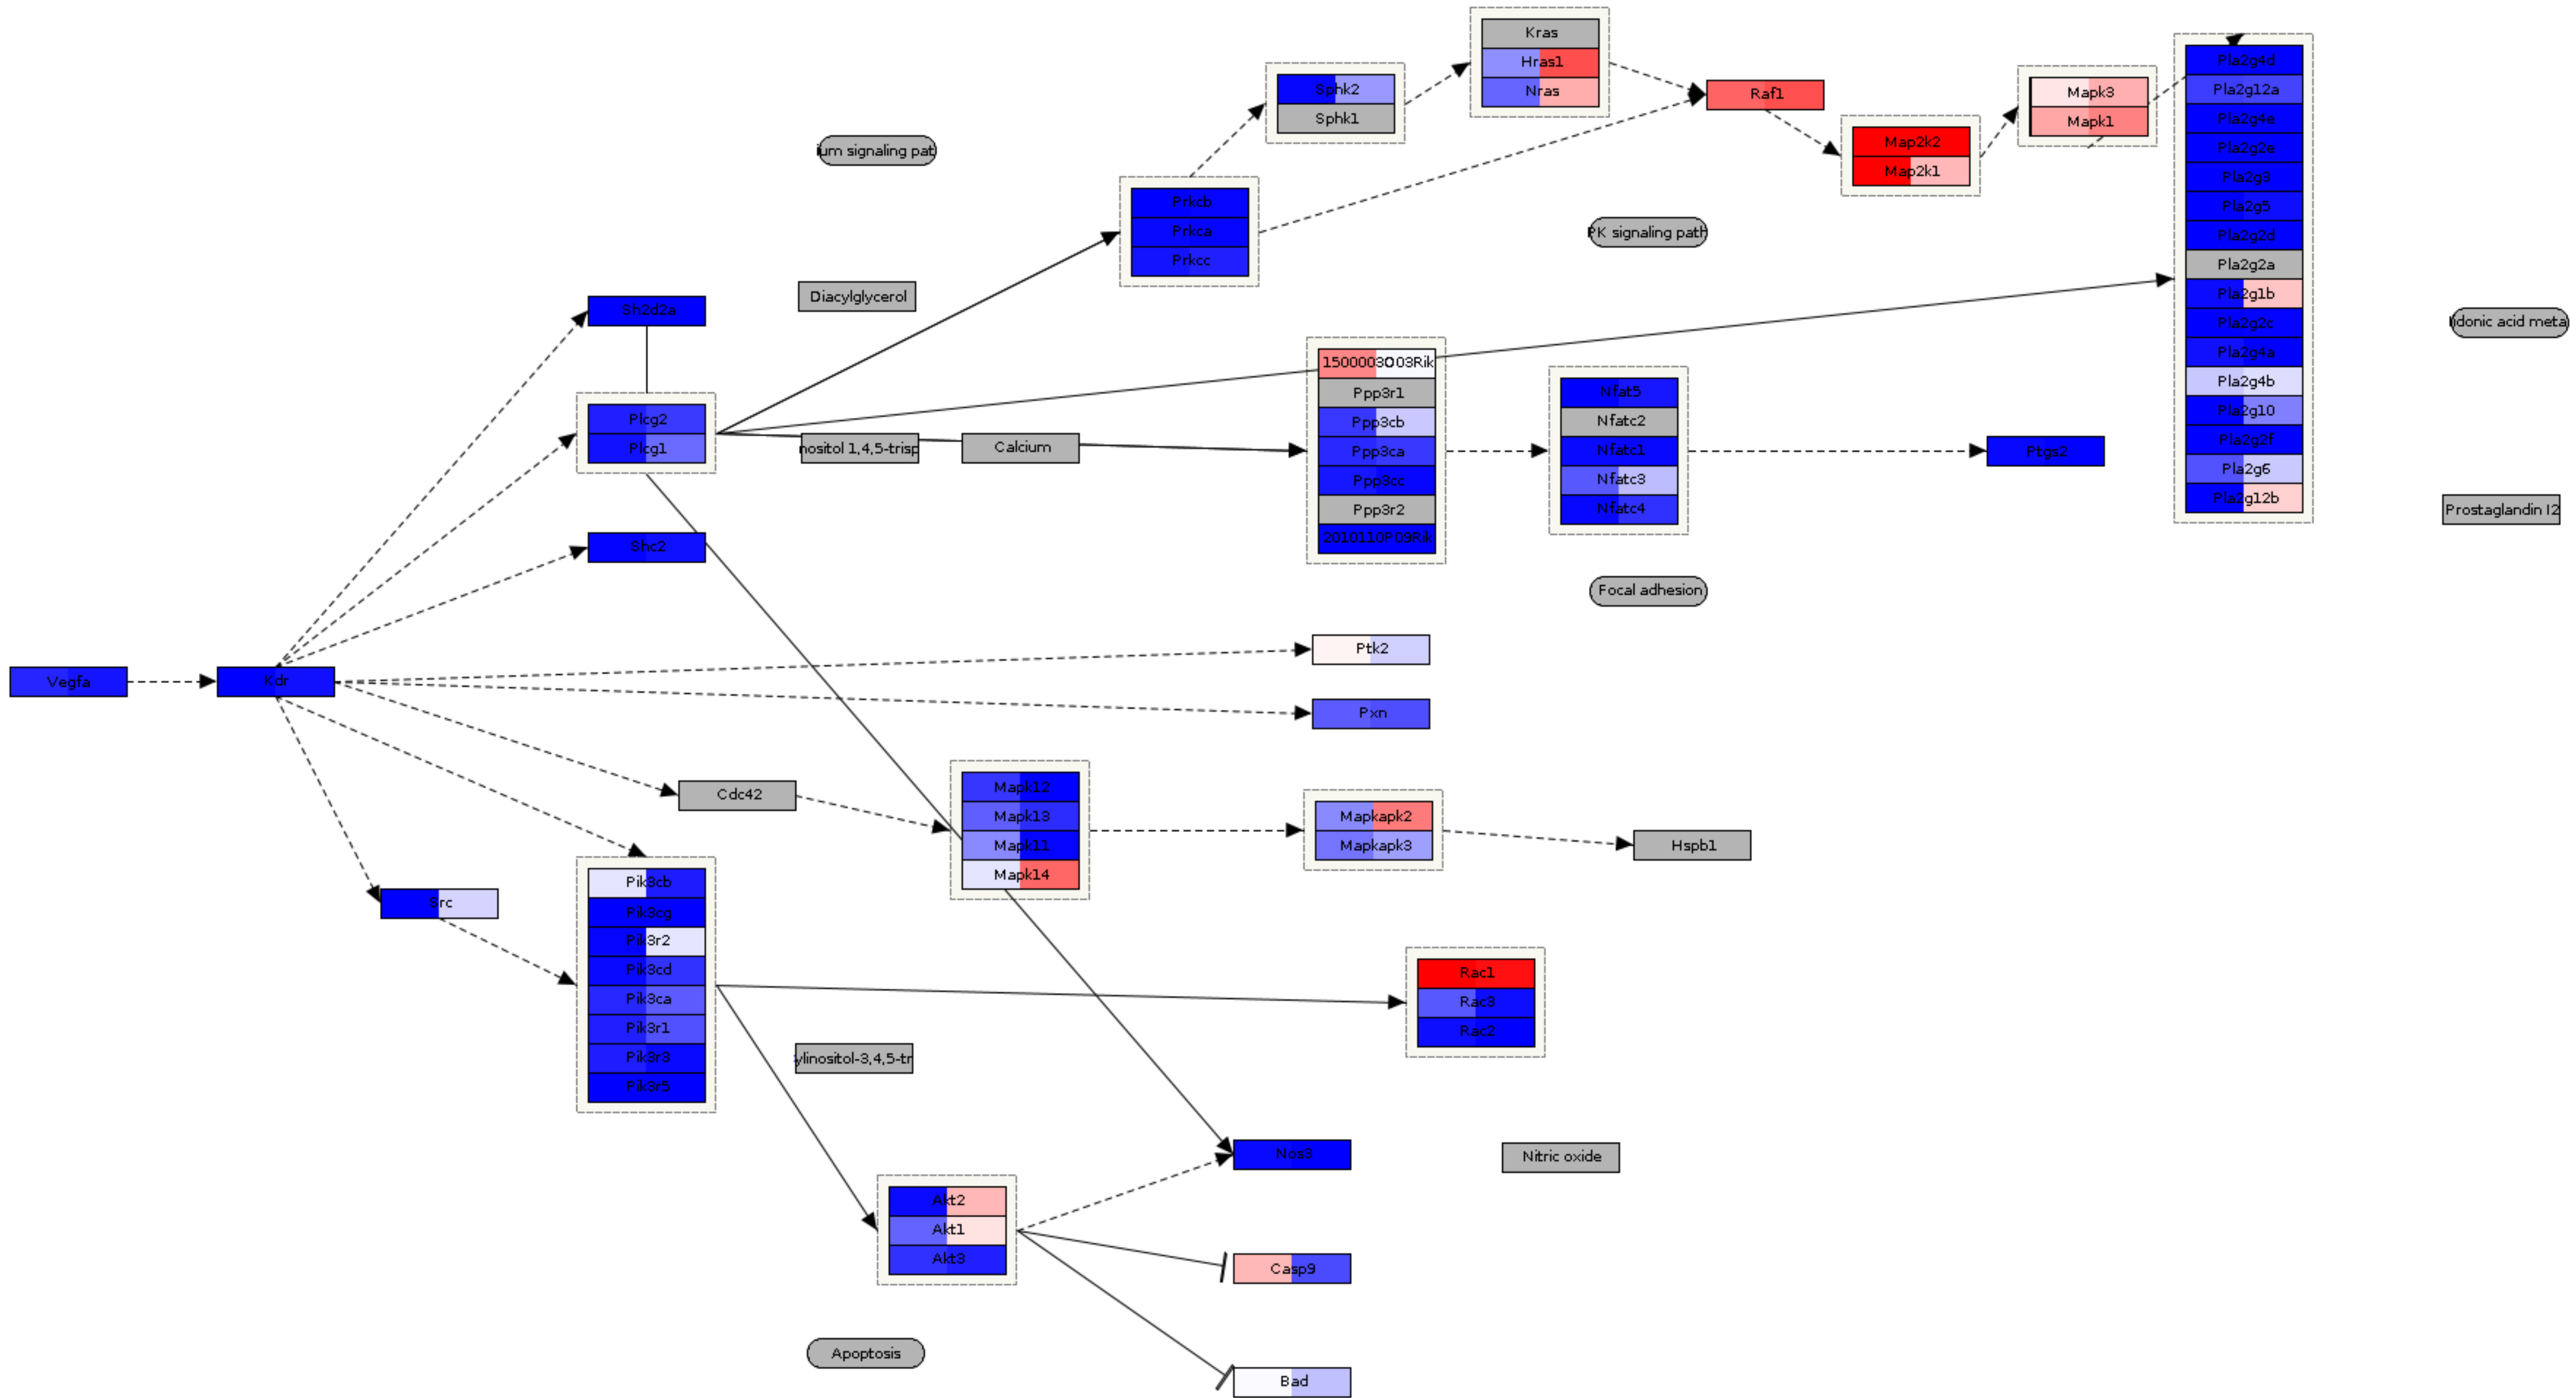 Kras
Hras1
Nras
Sphk2
Sphk1
Raf1
Mapk3
Mapk1
Map2k2
Map2k1
Pla2g4d
Pla2g12a
Pla2g4e
Pla2g2e
Pla2g3
Pla2g5
Pla2g2d
Pla2g2a
Pla2g1b
Pla2g2c
Pla2g4a
Pla2g4b
Pla2g10
Pla2g2f
Pla2g6
Pla2g12b
ium signaling pat
Prkcb
Prkca
Prkcc
PK signaling path
Diacylglycerol
Sh2d2a
idonic acid meta
Plcg2
Plcg1
nositol 1,4,5-trisp
Calcium
1500003O03Rik
Ppp3r1
Ppp3cb
Ppp3ca
Ppp3cc
Ppp3r2
2010110P09Rik
Nfat5
Nfatc2
Nfatc1
Nfatc3
Nfatc4
Ptgs2
Prostaglandin I2
Shc2
Focal adhesion
Ptk2
Vegfa
Kdr
Pxn
Cdc42
Mapk12
Mapk13
Mapk11
Mapk14
Mapkapk2
Mapkapk3
Hspb1
Src
Pik3cb
Pik3cg
Pik3r2
Pik3cd
Pik3ca
Pik3r1
Pik3r3
Pik3r5
Rac1
Rac3
Rac2
ylinositol-3,4,5-tr
Nos3
Nitric oxide
Akt2
Akt1
Akt3
Casp9
Apoptosis
Bad